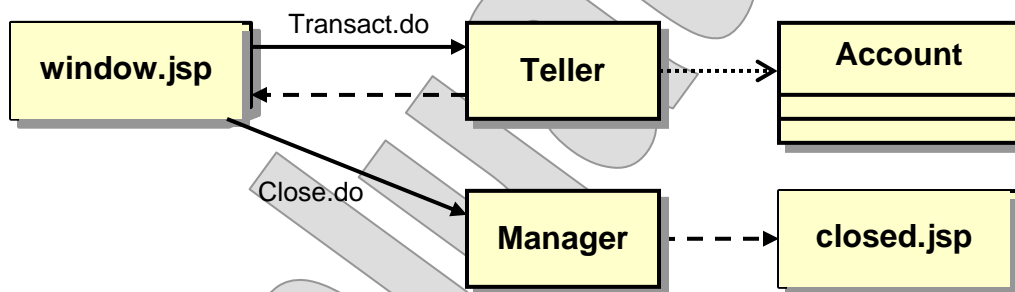 Transact.do
window.jsp
Teller
Account
Close.do
Manager
closed.jsp